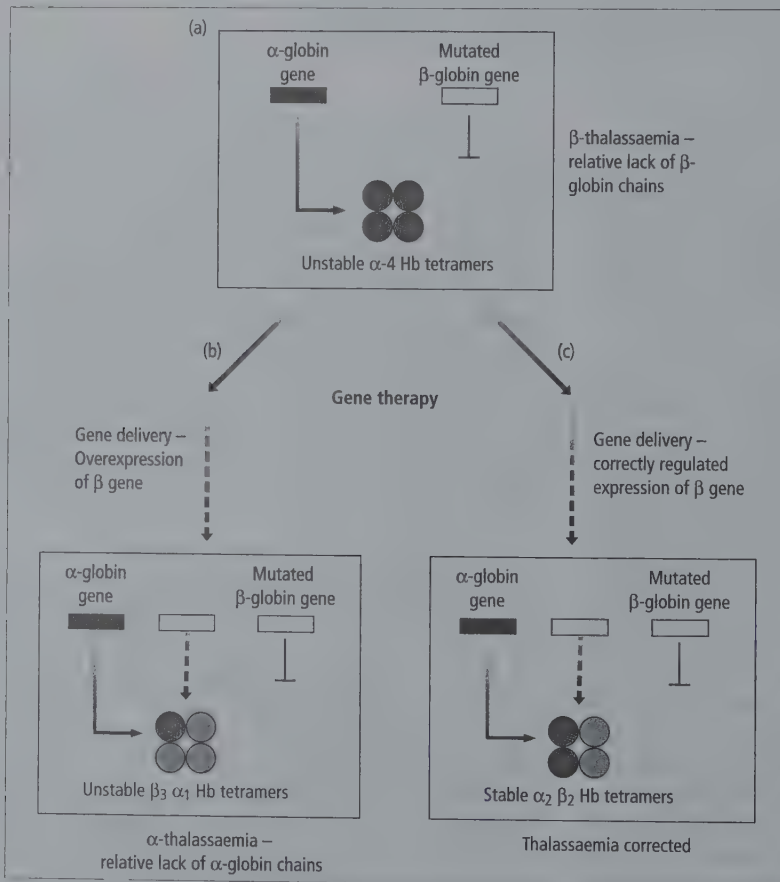 (a)
α-globin
gene
Mutated
β-globin gene
β-thalassaemia –
relative lack of β-
globin chains
Unstable α-4 Hb tetramers
(b)
(c)
Gene therapy
Gene delivery –
Overexpression
of β gene
Gene delivery –
correctly regulated
expression of β gene
α-globin
gene
Mutated
β-globin gene
Unstable β₃ α₁ Hb tetramers
α-thalassaemia –
relative lack of α-globin chains
α-globin
gene
Mutated
β-globin gene
Stable α₂ β₂ Hb tetramers
Thalassaemia corrected